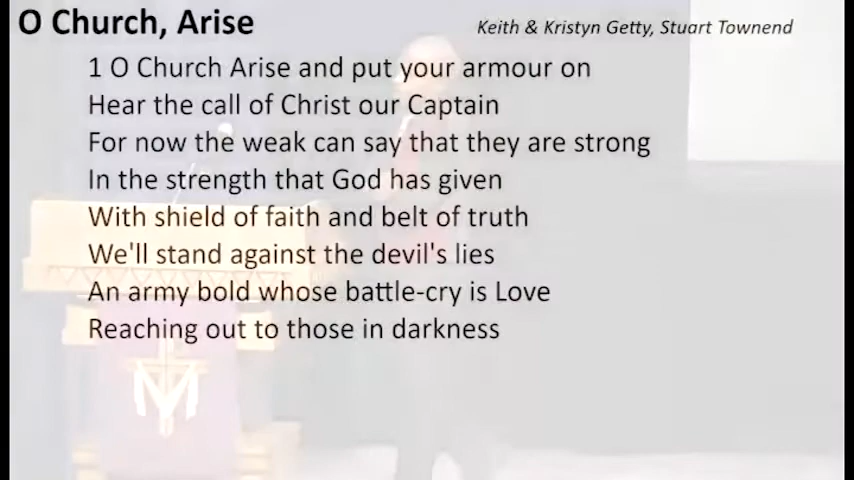 O Church, Arise
Keith & Kristyn Getty, Stuart Townend
1 O Church Arise and put your armour on
Hear the call of Christ our Captain
For now the weak can say that they are strong
In the strength that God has given
With shield of faith and belt of truth
We'll stand against the devil's lies
An army bold whose battle-cry is Love
Reaching out to those in darkness